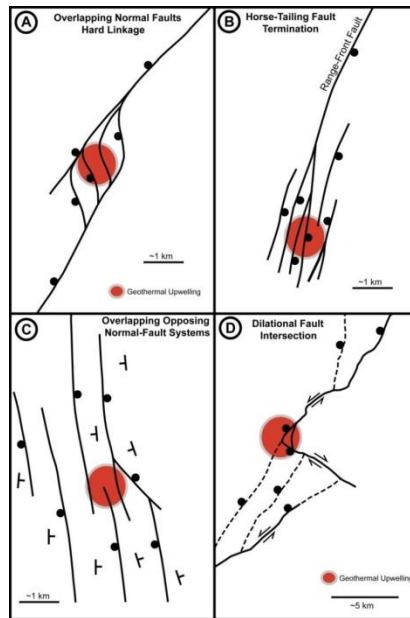 A
Overlapping Normal Faults
Hard Linkage
~1 km
Geothermal Upwelling
B
Horse-Tailing Fault
Termination
Range-Front Fault
~1 km
C
Overlapping Opposing
Normal-Fault Systems
~1 km
D
Dilational Fault
Intersection
Geothermal Upwelling
~5 km